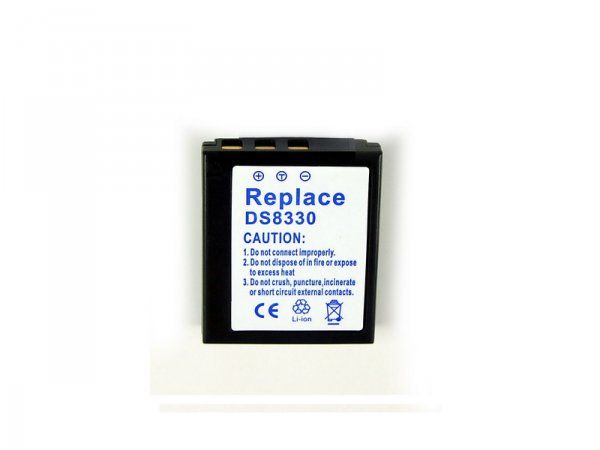 + T -
Replace
DS8330
CAUTION:
1. Do not connect improperly.
2. Do not dispose of in fire or expose
to excess heat
3. Do not crush, puncture,incinerate
or short circuit external contacts.
CE
Li-ion